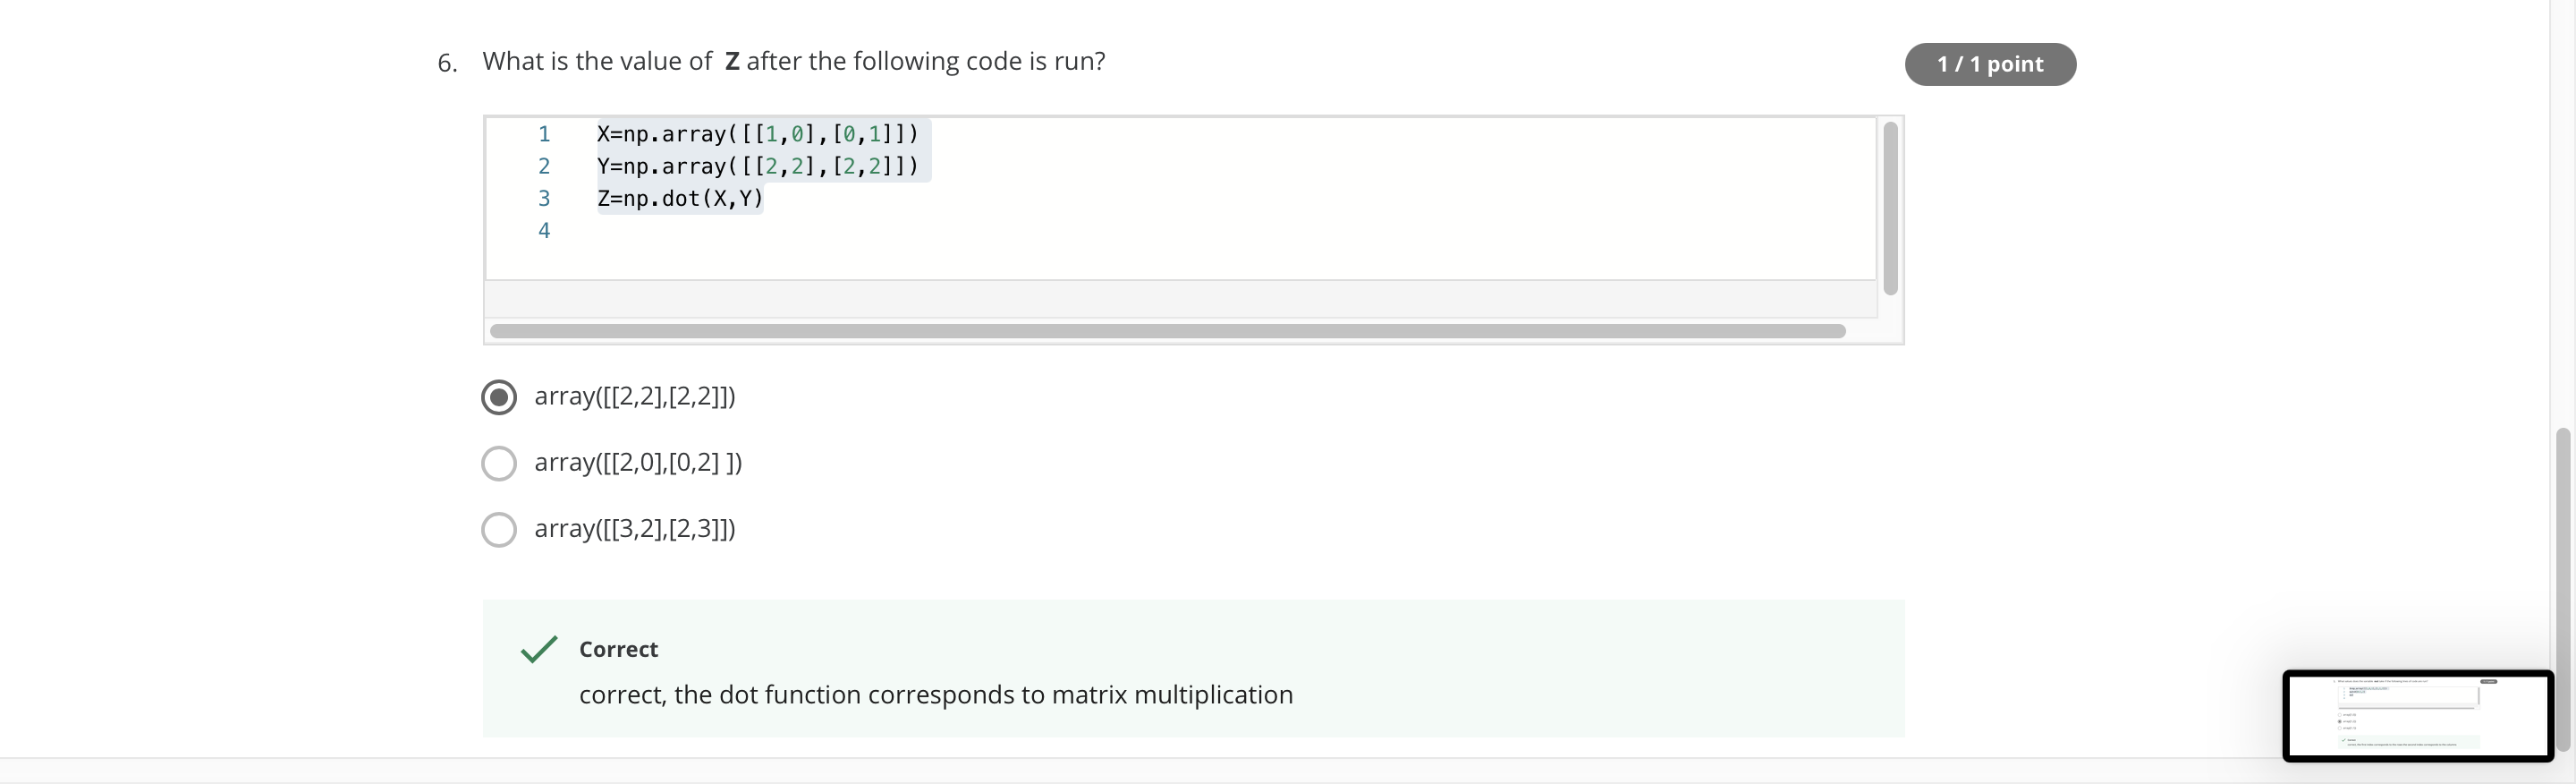 6. What is the value of Z after the following code is run?
1 / 1 point
1 X=np.array([[1,0],[0,1]])
2 Y=np.array([[2,2],[2,2]])
3 Z=np.dot(X,Y)
4
array([[2,2],[2,2]])
array([[2,0],[0,2] ])
array([[3,2],[2,3]])
Correct
correct, the dot function corresponds to matrix multiplication